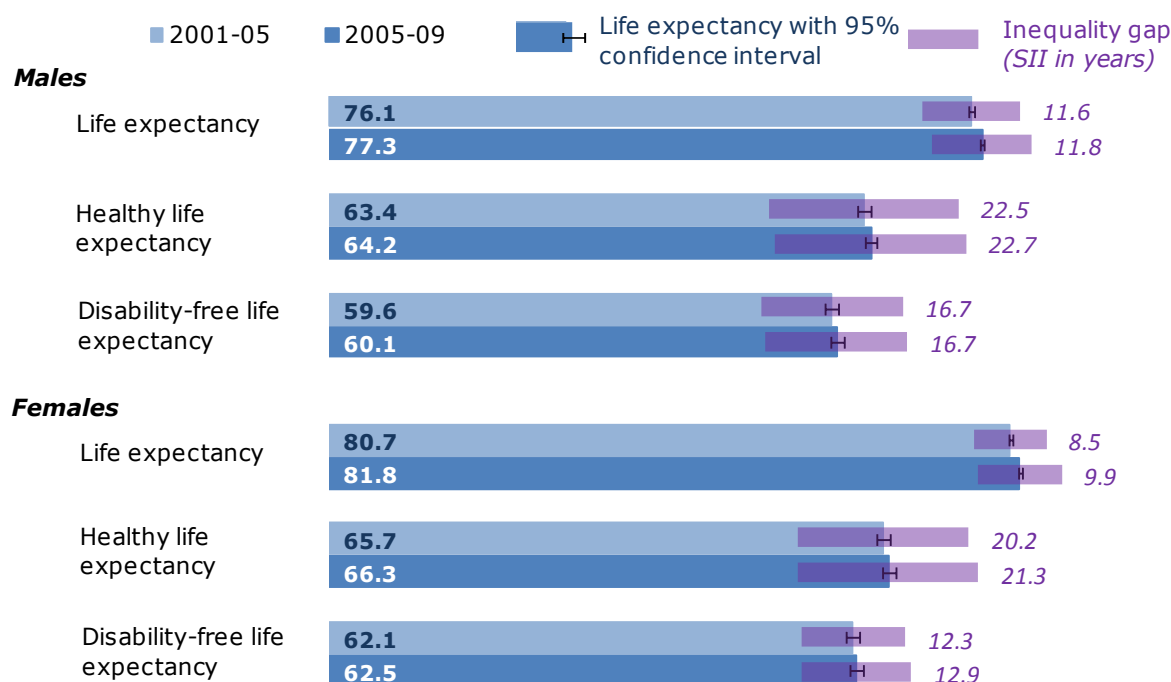 2001-05
2005-09
Life expectancy with 95%
confidence interval
Inequality gap
(SII in years)
Males
Life expectancy
76.1
11.6
77.3
11.8
Healthy life
expectancy
63.4
22.5
64.2
22.7
Disability-free life
expectancy
59.6
16.7
60.1
16.7
Females
Life expectancy
80.7
8.5
81.8
9.9
Healthy life
expectancy
65.7
20.2
66.3
21.3
Disability-free life
expectancy
62.1
12.3
62.5
12.9